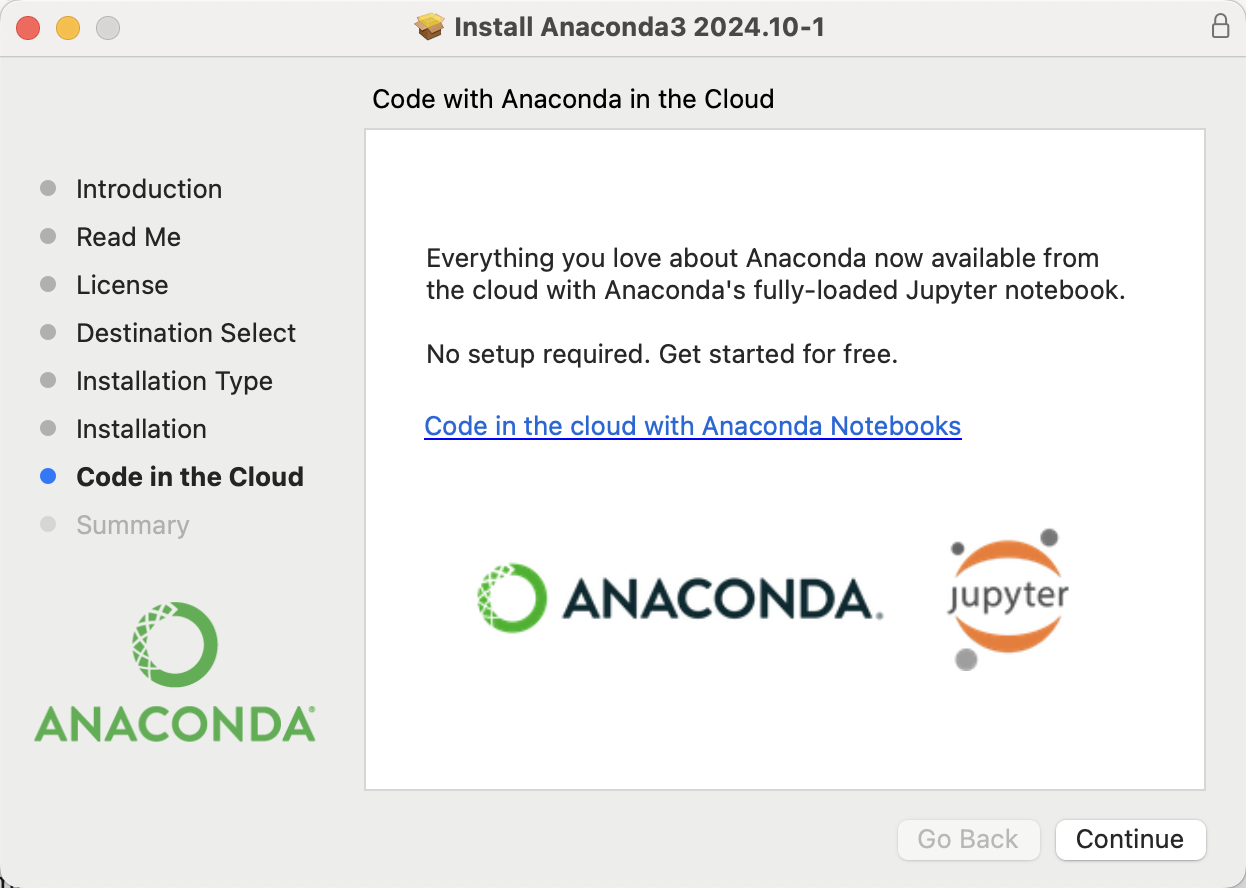 Install Anaconda3 2024.10-1
Code with Anaconda in the Cloud
Introduction
Read Me
License
Destination Select
Installation Type
Installation
Code in the Cloud
Summary
ANACONDA®
Everything you love about Anaconda now available from
the cloud with Anaconda's fully-loaded Jupyter notebook.
No setup required. Get started for free.
Code in the cloud with Anaconda Notebooks
ANACONDA®
jupyter
Go Back
Continue